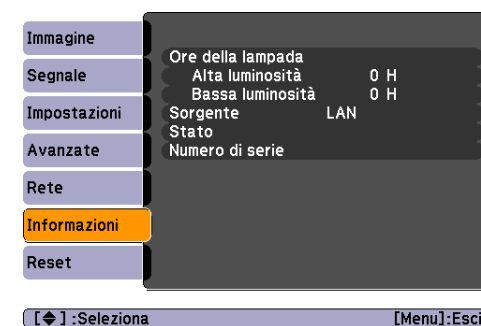 Immagine
Segnale
Impostazioni
Avanzate
Rete
Informazioni
Reset
Ore della lampada
Alta luminosità 0 H
Bassa luminosità 0 H
Sorgente LAN
Stato
Numero di serie
[◆] :Seleziona [Menu]:Esci